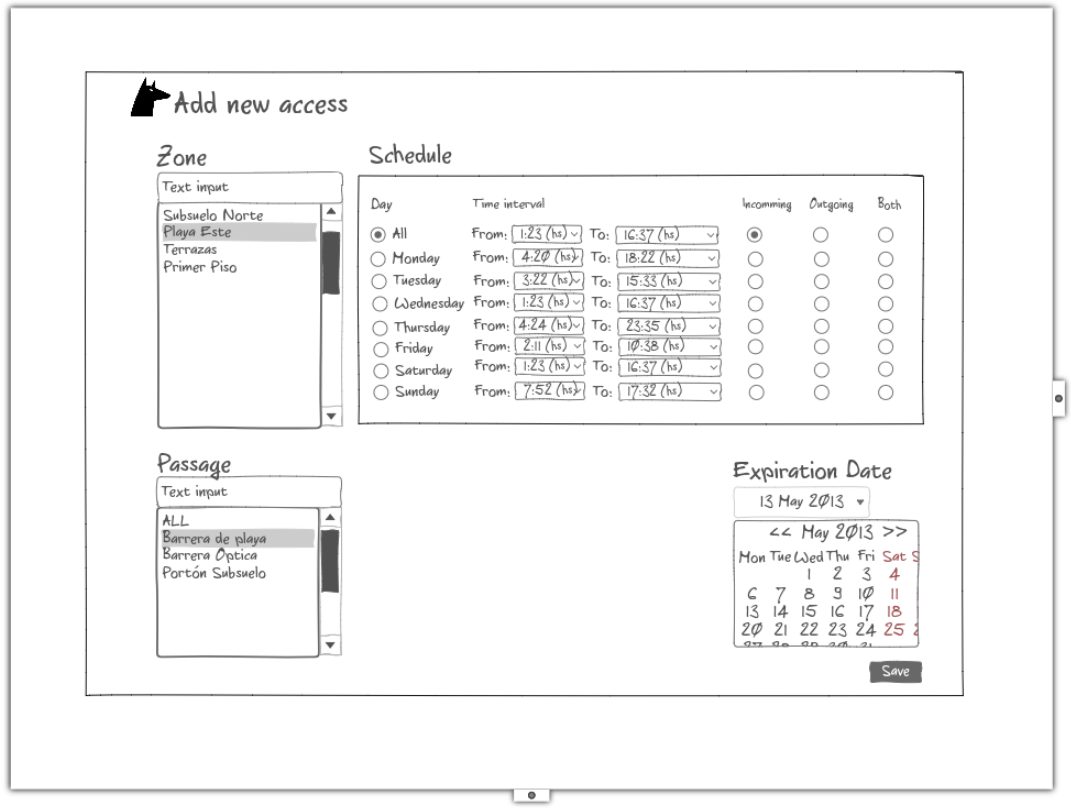 Add new access
Zone
Text input
Subsuelo Norte
Playa Este
Terrazas
Primer Piso
Schedule
Day Time interval Incomming Outgoing Both
All From: 1:23 (hs) To: 16:37 (hs)
Monday From: 4:20 (hs) To: 18:22 (hs)
Tuesday From: 3:22 (hs) To: 15:33 (hs)
Wednesday From: 1:23 (hs) To: 16:37 (hs)
Thursday From: 4:24 (hs) To: 23:35 (hs)
Friday From: 2:11 (hs) To: 10:38 (hs)
Saturday From: 1:23 (hs) To: 16:37 (hs)
Sunday From: 7:52 (hs) To: 17:32 (hs)
Passage
Text input
ALL
Barrera de playa
Barrera Óptica
Portón Subsuelo
Expiration Date
13 May 2013
<< May 2013 >>
Mon Tue Wed Thu Fri Sat S
1 2 3 4
6 7 8 9 10 11
13 14 15 16 17 18
20 21 22 23 24 25
Save